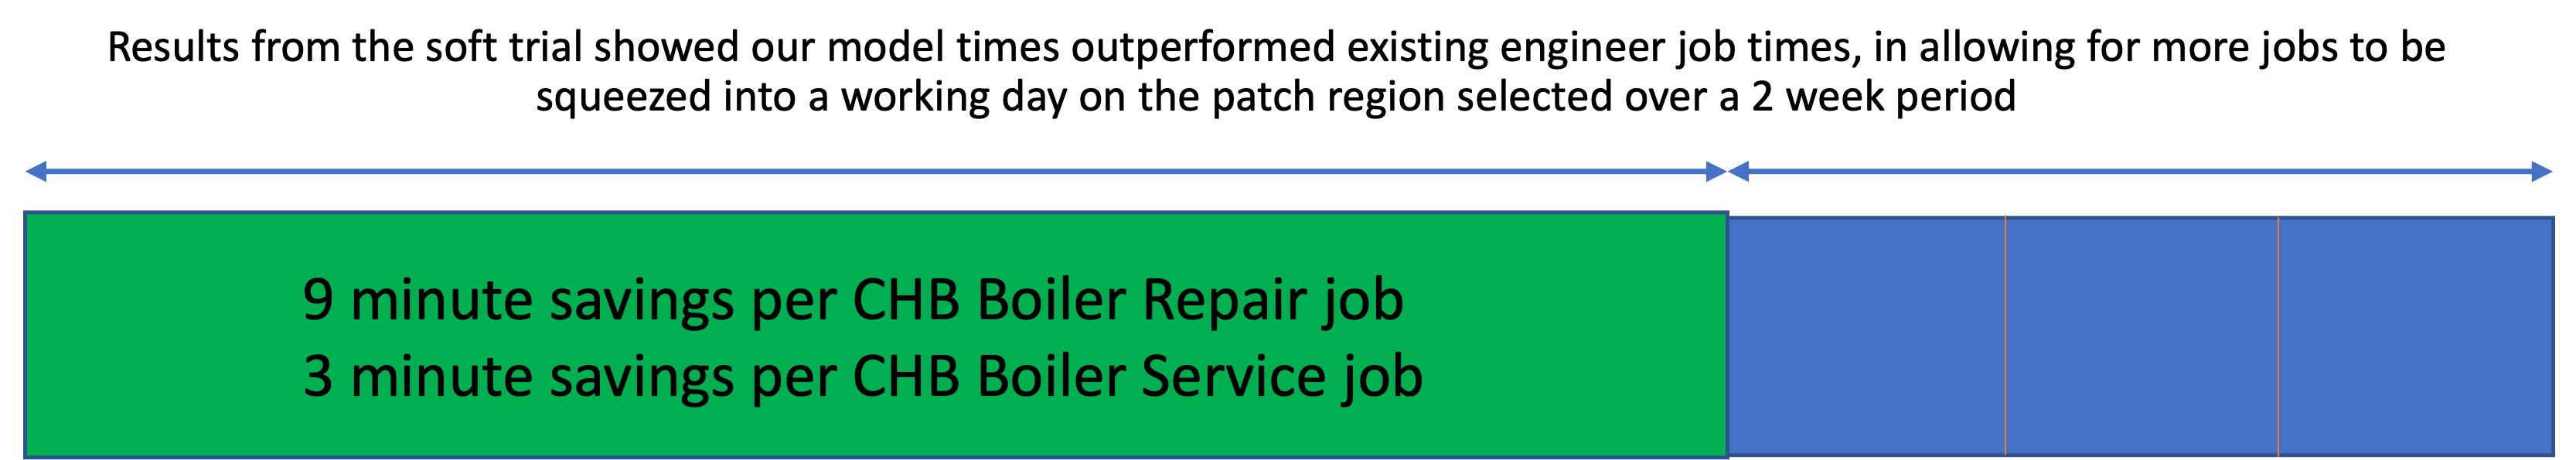 Results from the soft trial showed our model times outperformed existing engineer job times, in allowing for more jobs to be
squeezed into a working day on the patch region selected over a 2 week period
9 minute savings per CHB Boiler Repair job
3 minute savings per CHB Boiler Service job